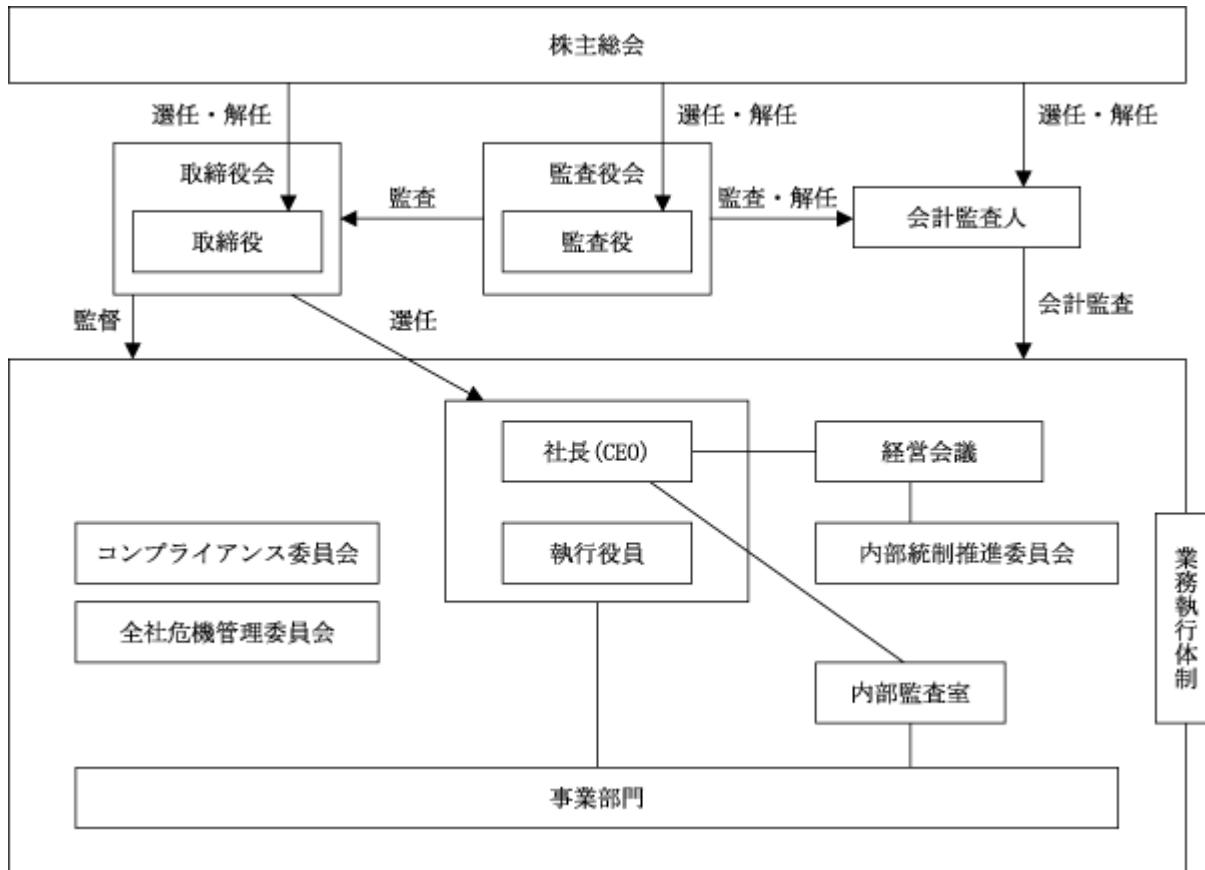 株主総会
選任・解任
選任・解任
選任・解任
取締役会
監査役会
監査
監査・解任
会計監査人
取締役
監査役
監督
選任
会計監査
社長(CEO)
経営会議
コンプライアンス委員会
執行役員
内部統制推進委員会
全社危機管理委員会
内部監査室
業務執行体制
事業部門